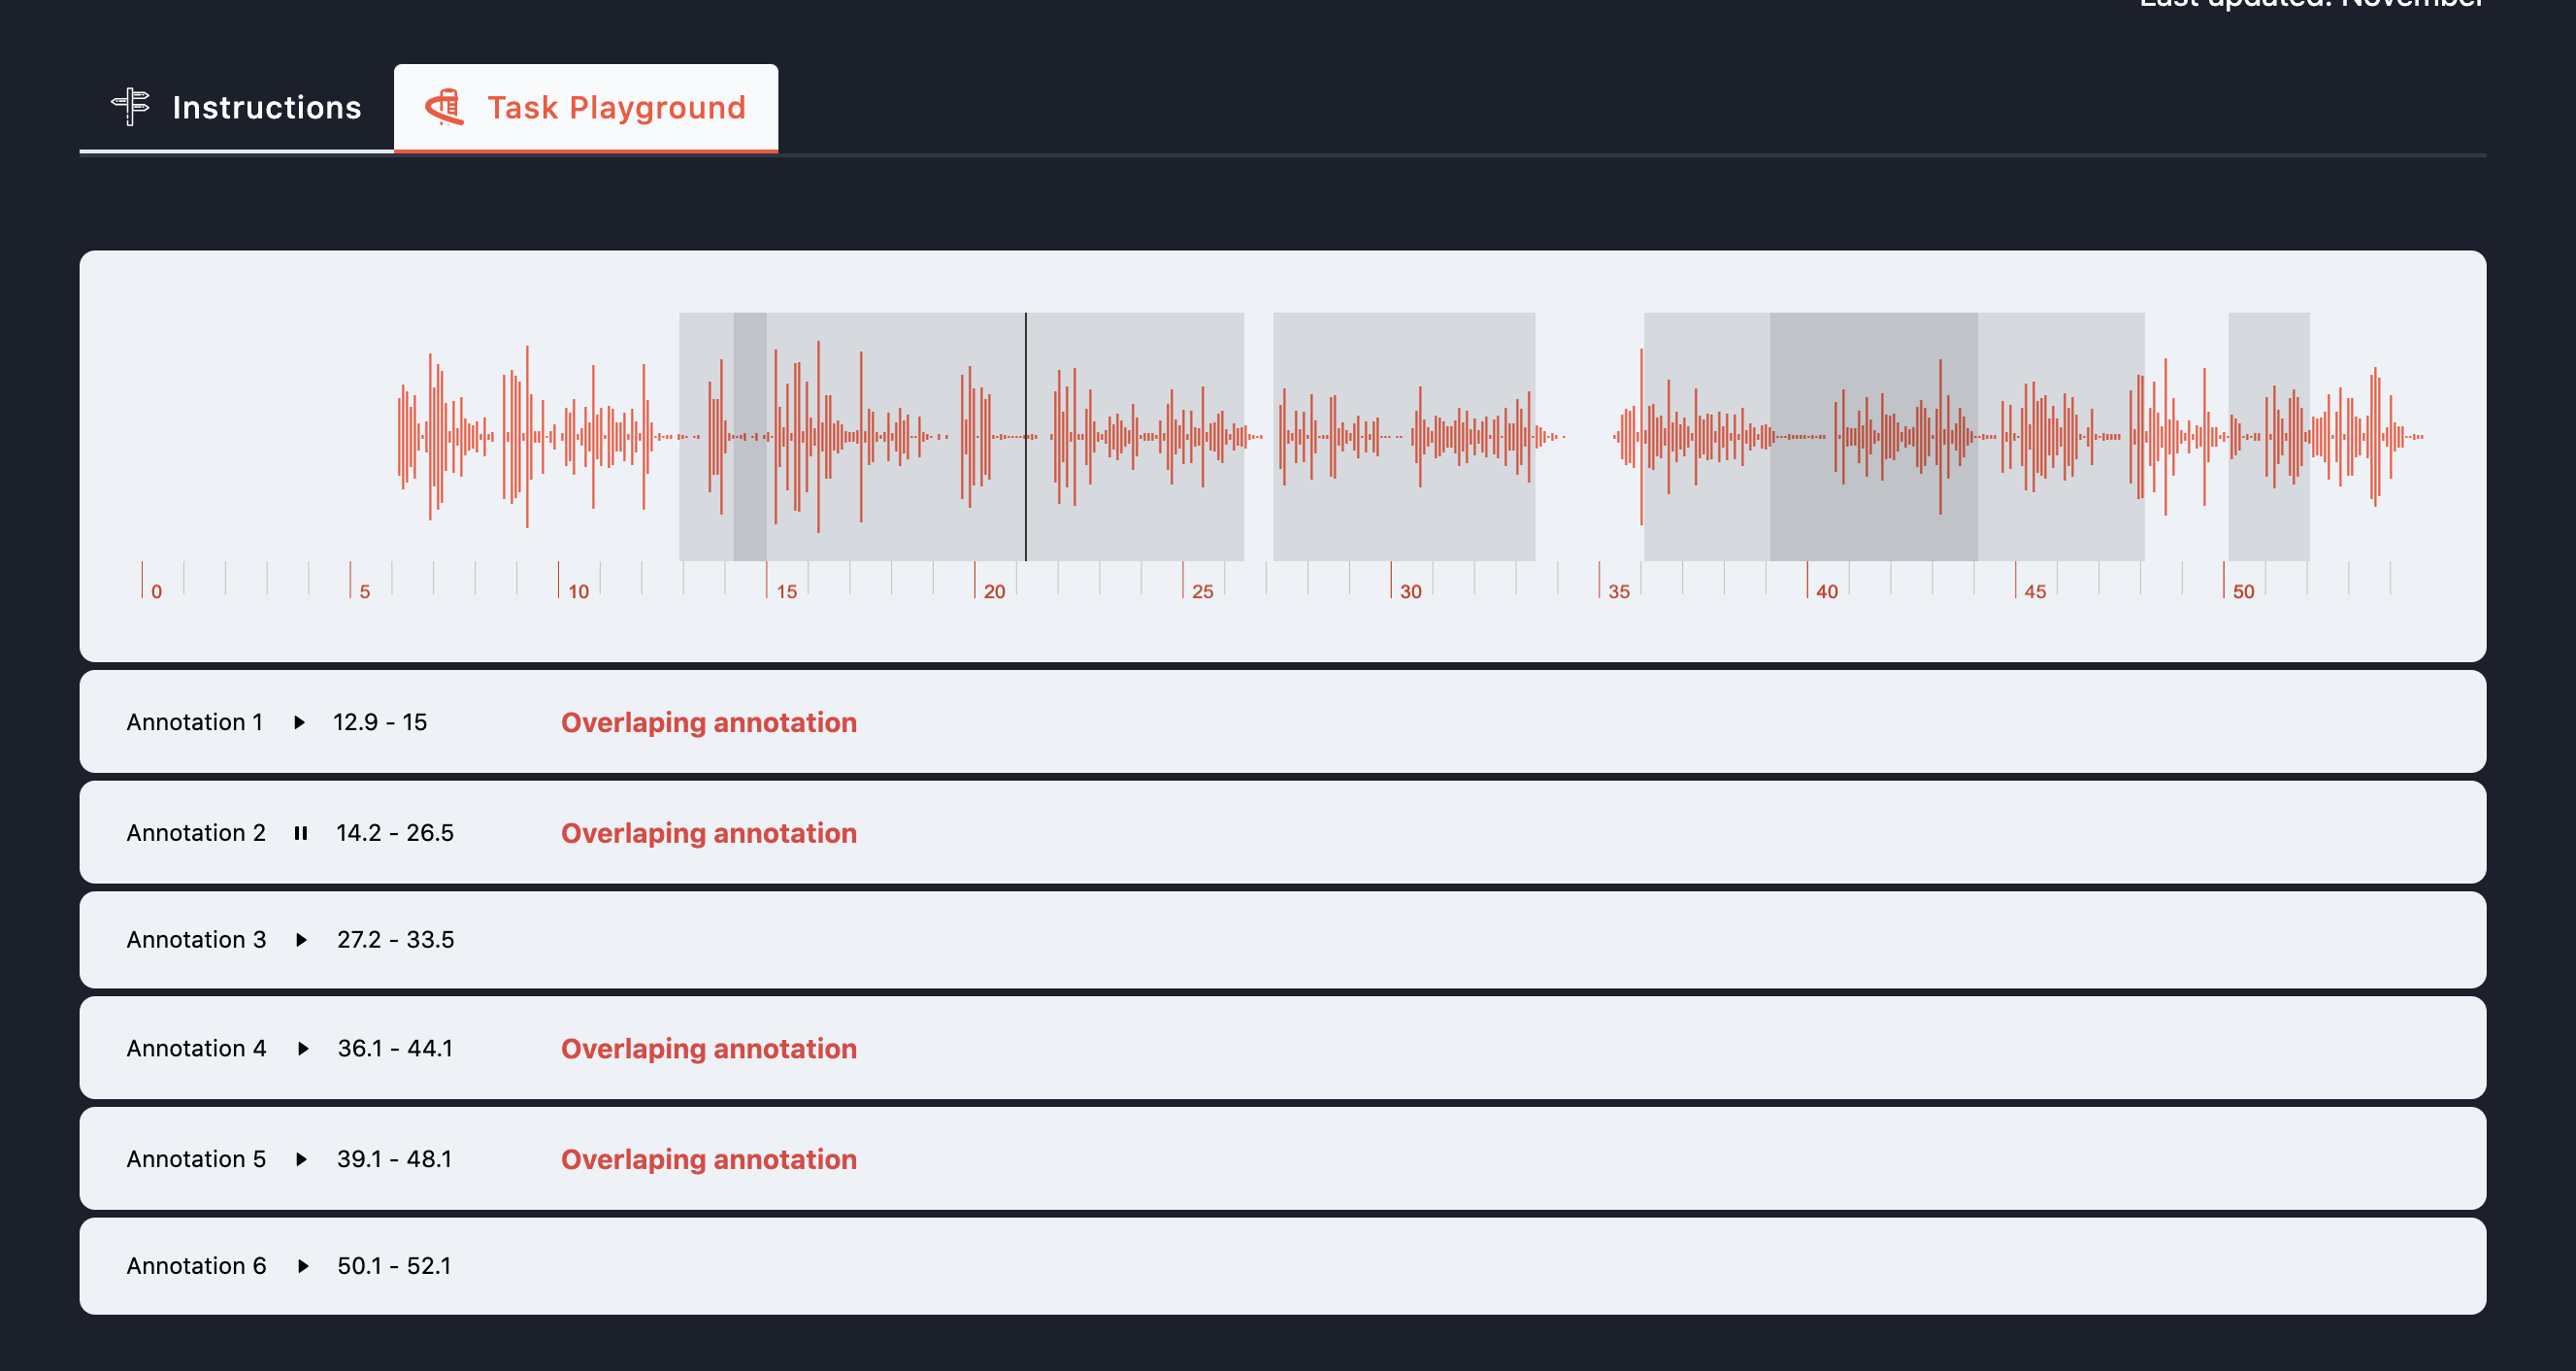 Last updated: November
Instructions
Task Playground
0 5 10 15 20 25 30 35 40 45 50
Annotation 1 12.9 - 15 Overlaping annotation
Annotation 2 14.2 - 26.5 Overlaping annotation
Annotation 3 27.2 - 33.5
Annotation 4 36.1 - 44.1 Overlaping annotation
Annotation 5 39.1 - 48.1 Overlaping annotation
Annotation 6 50.1 - 52.1